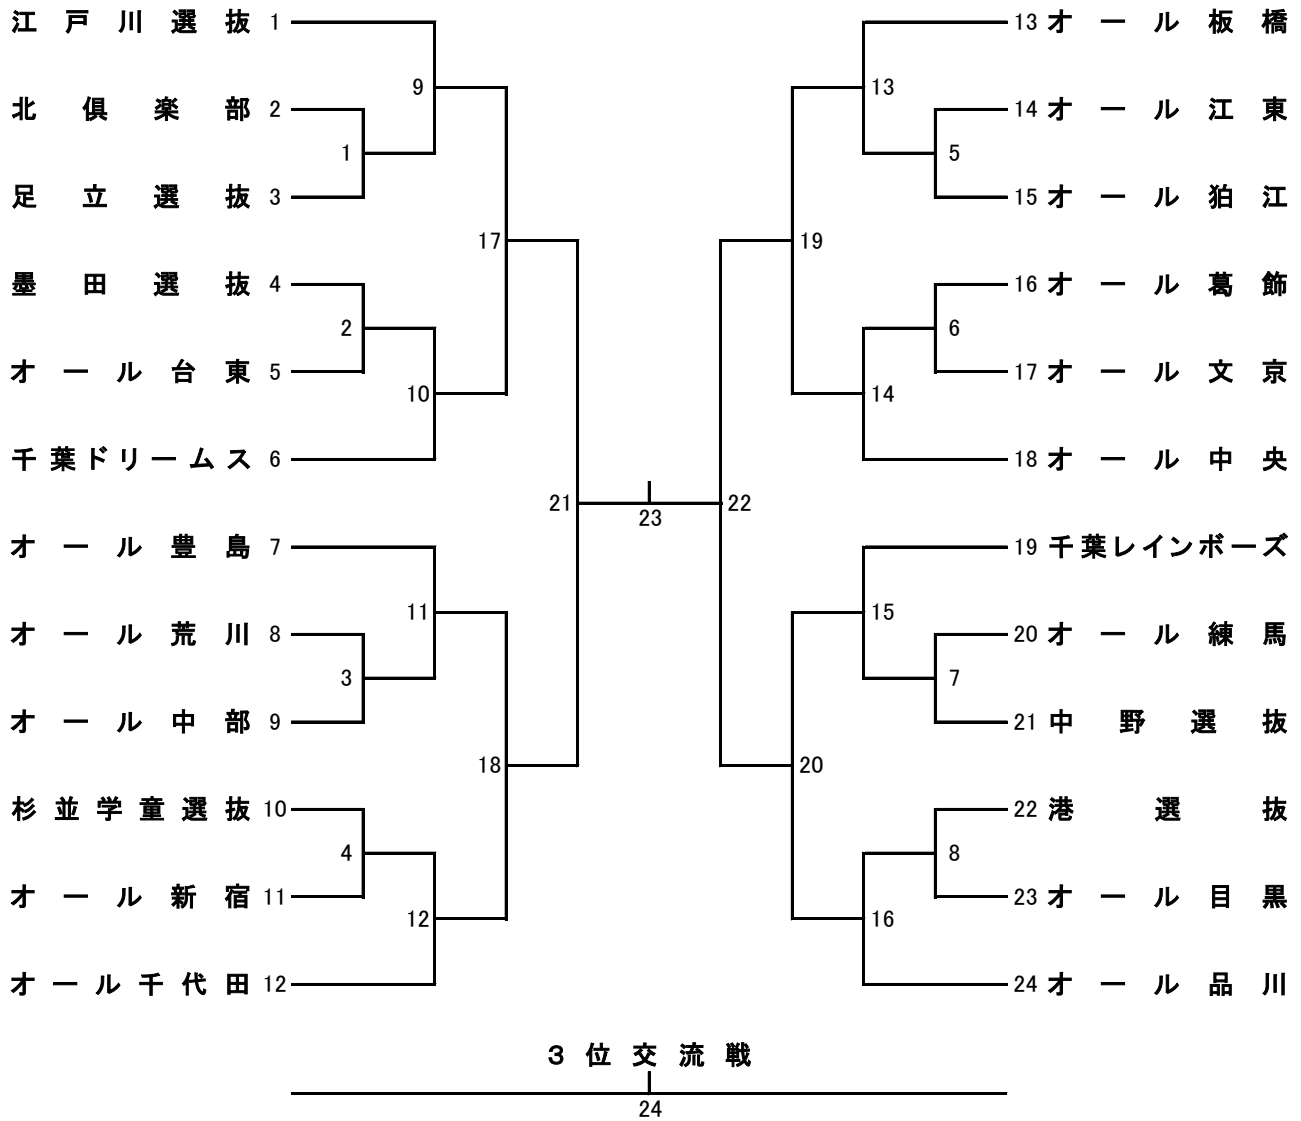 江戸川選抜 1
9
北倶楽部 2
1
足立選抜 3
17
墨田選抜 4
2
オール台東 5
10
千葉ドリームス 6
21
オール豊島 7
11
オール荒川 8
3
オール中部 9
18
杉並学童選抜 10
4
オール新宿 11
12
オール千代田 12
23
13 オール板橋
13
14 オール江東
5
15 オール狛江
19
16 オール葛飾
6
17 オール文京
14
18 オール中央
22
19 千葉レインボーズ
15
20 オール練馬
7
21 中野選抜
20
22 港選抜
8
23 オール目黒
16
24 オール品川
3位交流戦
24